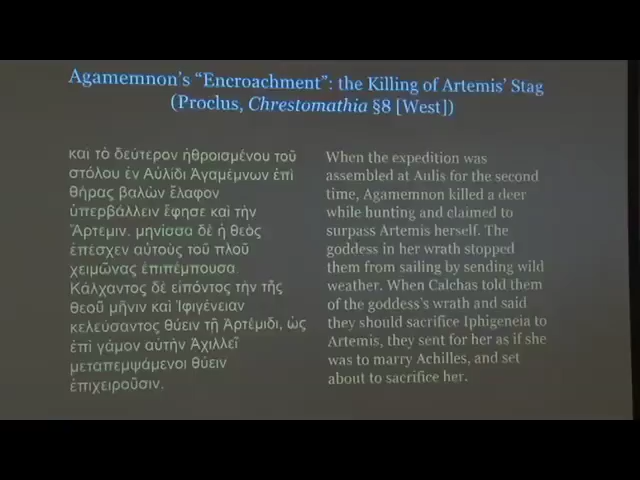 Agamemnon's "Encroachment": the Killing of Artemis' Stag
(Proclus, Chrestomathia §8 [West])
καὶ τὸ δεύτερον ἠθροισμένου τοῦ
στόλου ἐν Αὐλίδι Ἀγαμέμνων ἐπὶ
θήρας βαλὼν ἔλαφον
ὑπερβάλλειν ἔφησε καὶ τὴν
Ἄρτεμιν. μηνίσασα δὲ ἡ θεὸς
ἐπέσχεν αὐτοὺς τοῦ πλοῦ
χειμῶνας ἐπιπέμπουσα.
Κάλχαντος δὲ εἰπόντος τὴν τῆς
θεοῦ μῆνιν καὶ Ἰφιγένειαν
κελεύσαντος θύειν τῇ Ἀρτέμιδι, ὡς
ἐπὶ γάμον αὐτὴν Ἀχιλλεῖ
μεταπεμψάμενοι θύειν
ἐπιχειροῦσιν.
When the expedition was
assembled at Aulis for the second
time, Agamemnon killed a deer
while hunting and claimed to
surpass Artemis herself. The
goddess in her wrath stopped
them from sailing by sending wild
weather. When Calchas told them
of the goddess's wrath and said
they should sacrifice Iphigeneia to
Artemis, they sent for her as if she
was to marry Achilles, and set
about to sacrifice her.